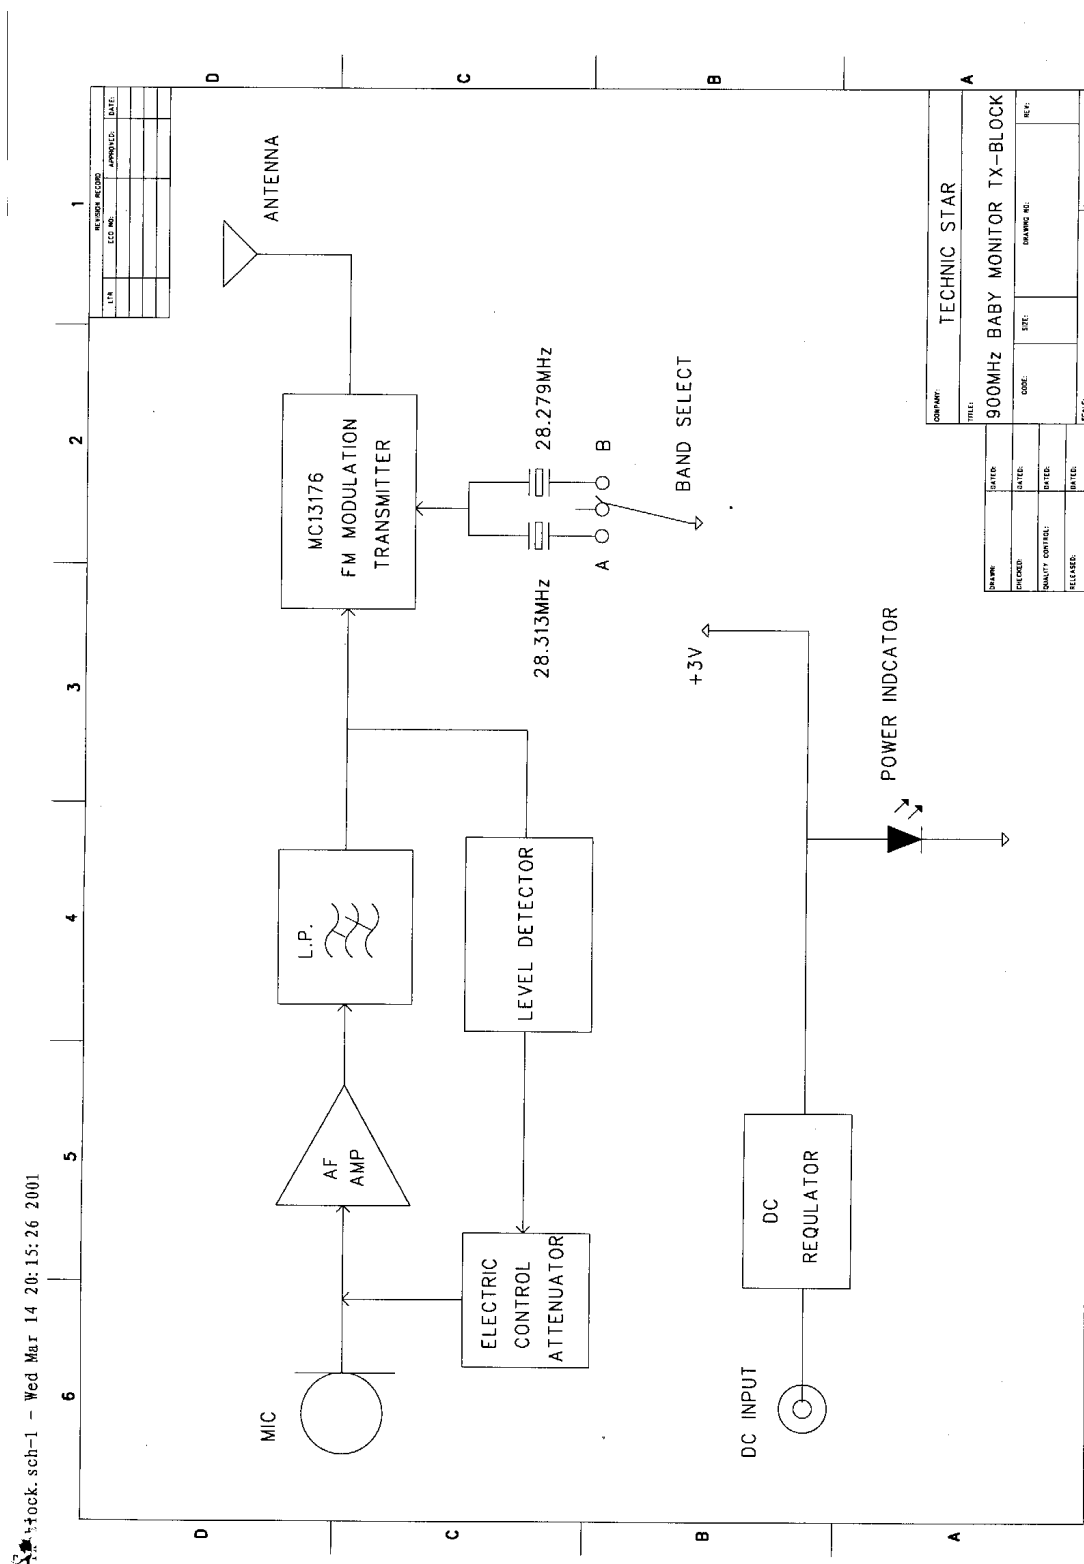 Wed Mar 14 20:15:26 2001
6
5
4
3
2
1
D
C
B
A
D
C
B
A
REVISION RECORD
LTR
ECO NO:
APPROVED:
DATE:
MIC
AF
AMP
L.P.
MC13176
FM MODULATION
TRANSMITTER
ANTENNA
ELECTRIC
CONTROL
ATTENUATOR
LEVEL DETECTOR
28.313MHz
28.279MHz
A
B
BAND SELECT
DC INPUT
DC
REQULATOR
+3V
POWER INDCATOR
COMPANY:
TECHNIC STAR
TITLE:
900MHz BABY MONITOR TX-BLOCK
CODE:
SIZE:
DRAWING NO:
REV:
DRAWN:
DATED:
CHECKED:
DATED:
QUALITY CONTROL:
DATED:
RELEASED:
DATED: